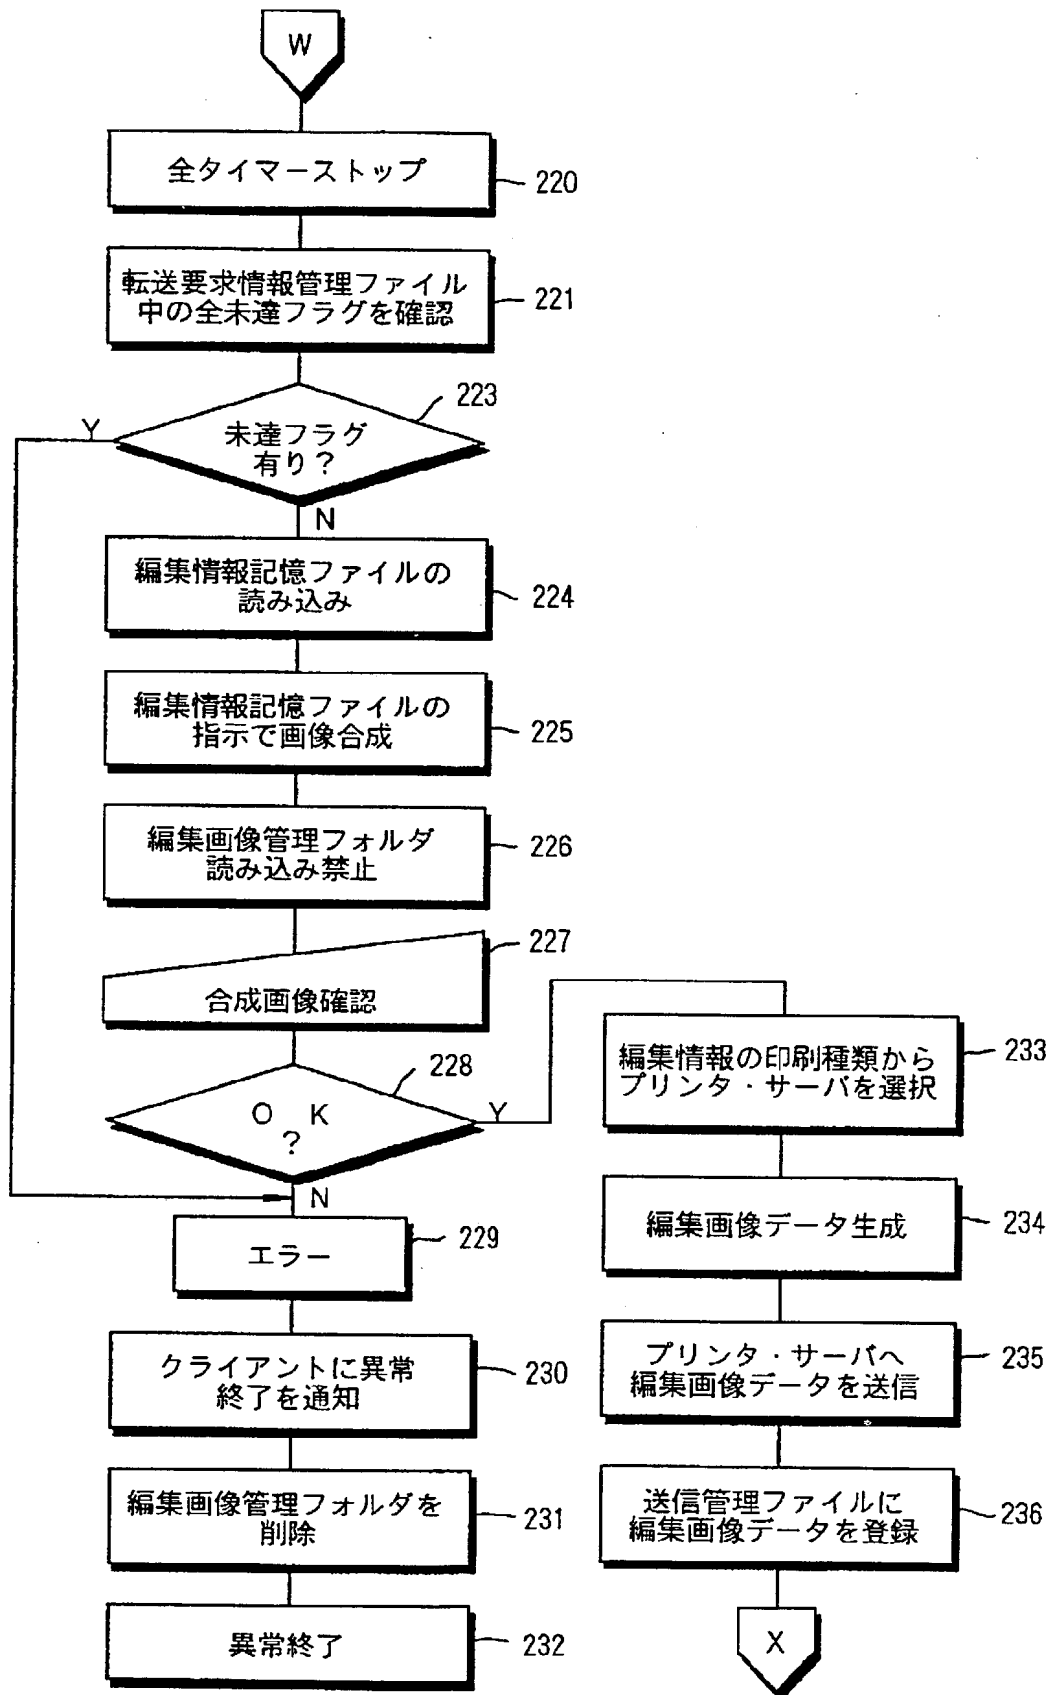 W
全タイマーストップ
220
転送要求情報管理ファイル
中の全未達フラグを確認
221
223
Y
未達フラグ
有り?
N
編集情報記憶ファイルの
読み込み
224
編集情報記憶ファイルの
指示で画像合成
225
編集画像管理フォルダ
読み込み禁止
226
227
合成画像確認
228
O K
?
Y
N
エラー
229
クライアントに異常
終了を通知
230
編集画像管理フォルダを
削除
231
異常終了
232
編集情報の印刷種類から
プリンタ・サーバを選択
233
編集画像データ生成
234
プリンタ・サーバへ
編集画像データを送信
235
送信管理ファイルに
編集画像データを登録
236
X